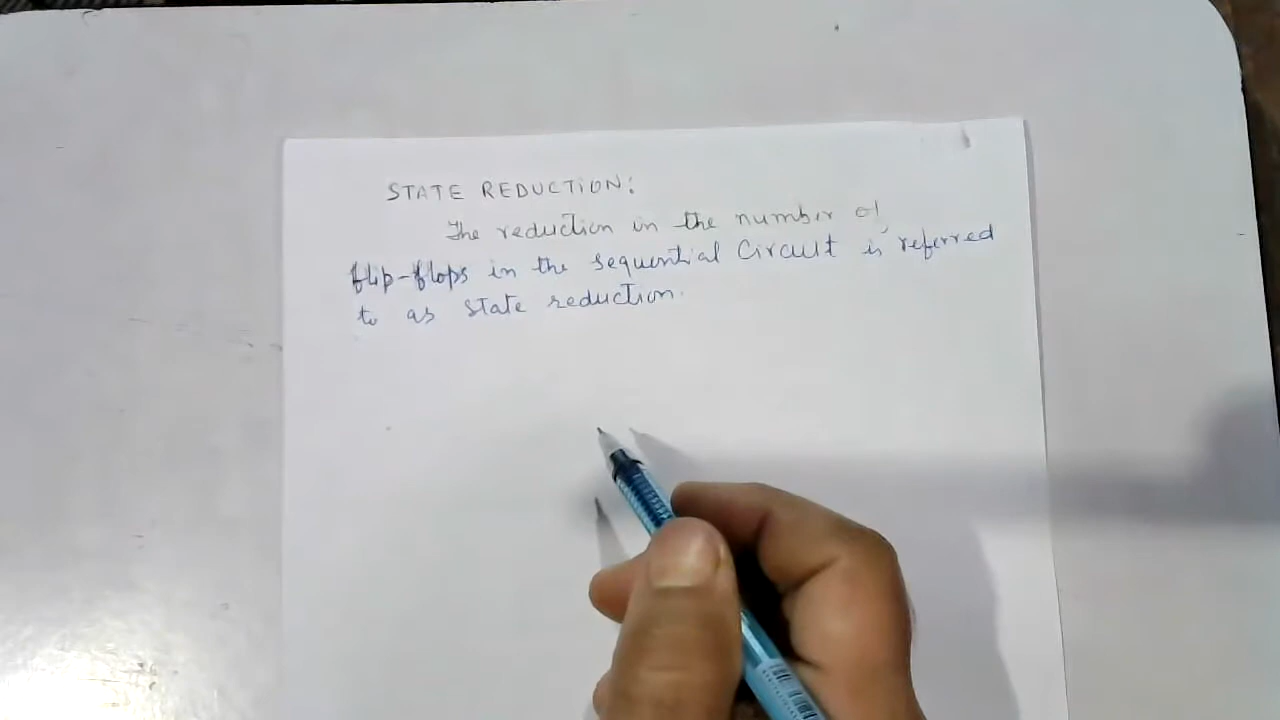 STATE REDUCTION:
The reduction in the number of
flip-flops in the sequential Circuit is referred
to as state reduction.